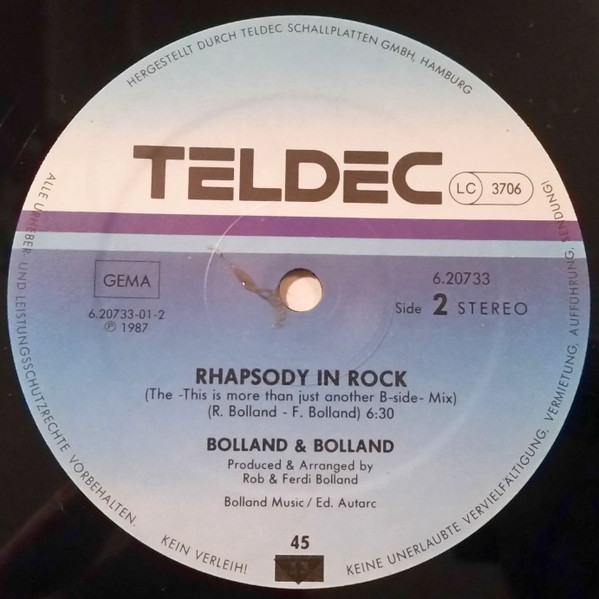 HERGESTELLT DURCH TELDEC SCHALLPLATTEN GMBH, HAMBURG
TELDEC
LC 3706
GEMA
6.20733-01-2
℗ 1987
6.20733
Side 2 STEREO
RHAPSODY IN ROCK
(The -This is more than just another B-side- Mix)
(R. Bolland - F. Bolland) 6:30
BOLLAND & BOLLAND
Produced & Arranged by
Rob & Ferdi Bolland
Bolland Music / Ed. Autarc
45
ALLE URHEBER- UND LEISTUNGSSCHUTZRECHTE VORBEHALTEN. KEIN VERLEIH! KEINE UNERLAUBTE VERVIELFÄLTIGUNG, VERMIETUNG, AUFFÜHRUNG, SENDUNG!